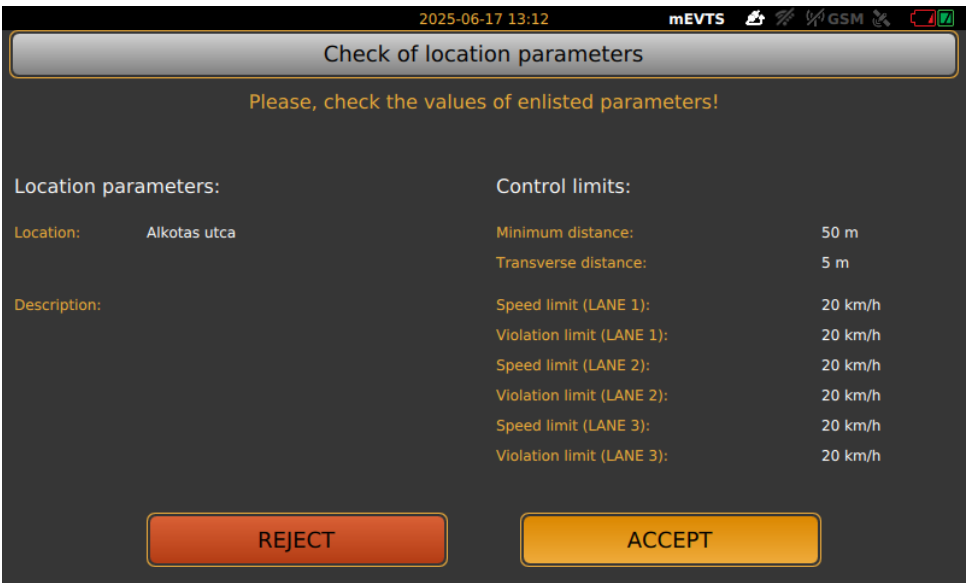 2025-06-17 13:12 mEVTS GSM
Check of location parameters
Please, check the values of enlisted parameters!
Location parameters:
Location: Alkotas utca
Description:
Control limits:
Minimum distance: 50 m
Transverse distance: 5 m
Speed limit (LANE 1): 20 km/h
Violation limit (LANE 1): 20 km/h
Speed limit (LANE 2): 20 km/h
Violation limit (LANE 2): 20 km/h
Speed limit (LANE 3): 20 km/h
Violation limit (LANE 3): 20 km/h
REJECT
ACCEPT